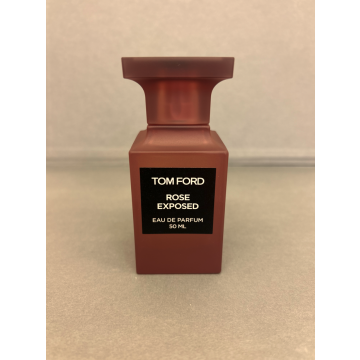 TOM FORD
ROSE
EXPOSED
EAU DE PARFUM
50 ML